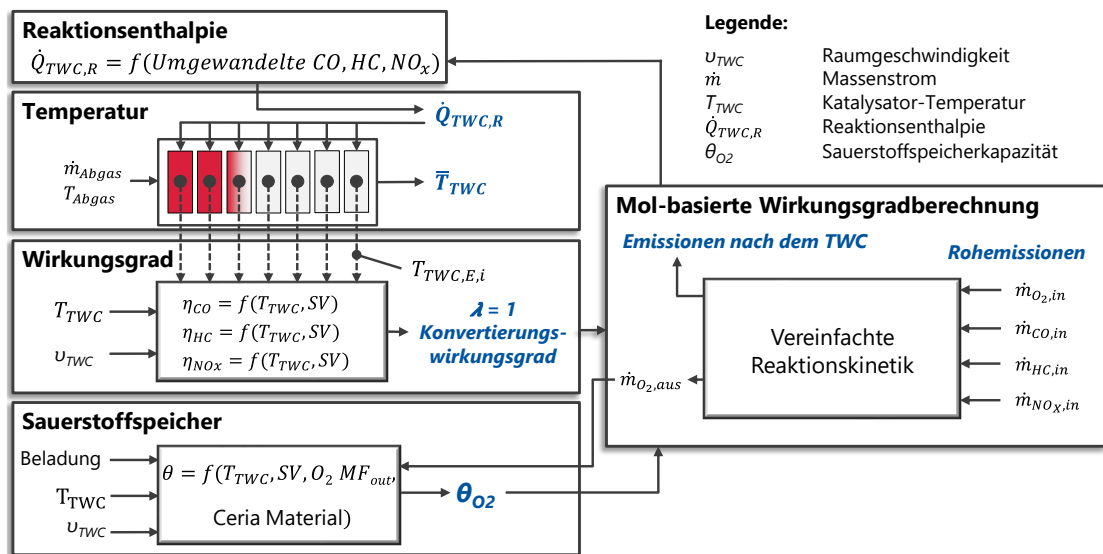 Reaktionsenthalpie
Q̇_TWC,R = f(Umgewandelte CO, HC, NO_x)
Temperatur
Q̇_TWC,R
ṁ_Abgas
T_Abgas
T̿_TWC
Wirkungsgrad
T_TWC,E,i
T_TWC
υ_TWC
η_CO = f(T_TWC, SV)
η_HC = f(T_TWC, SV)
η_NOx = f(T_TWC, SV)
λ = 1
Konvertierungs-
wirkungsgrad
Sauerstoffspeicher
Beladung
T_TWC
υ_TWC
θ = f(T_TWC, SV, O_2 MF_out,
Ceria Material)
θ_O2
Legende:
υ_TWC Raumgeschwindigkeit
ṁ Massenstrom
T_TWC Katalysator-Temperatur
Q̇_TWC,R Reaktionsenthalpie
θ_O2 Sauerstoffspeicherkapazität
Mol-basierte Wirkungsgradberechnung
Emissionen nach dem TWC
Rohemissionen
Vereinfachte
Reaktionskinetik
ṁ_O_2,in
ṁ_CO,in
ṁ_HC,in
ṁ_NO_X,in
ṁ_O_2,aus